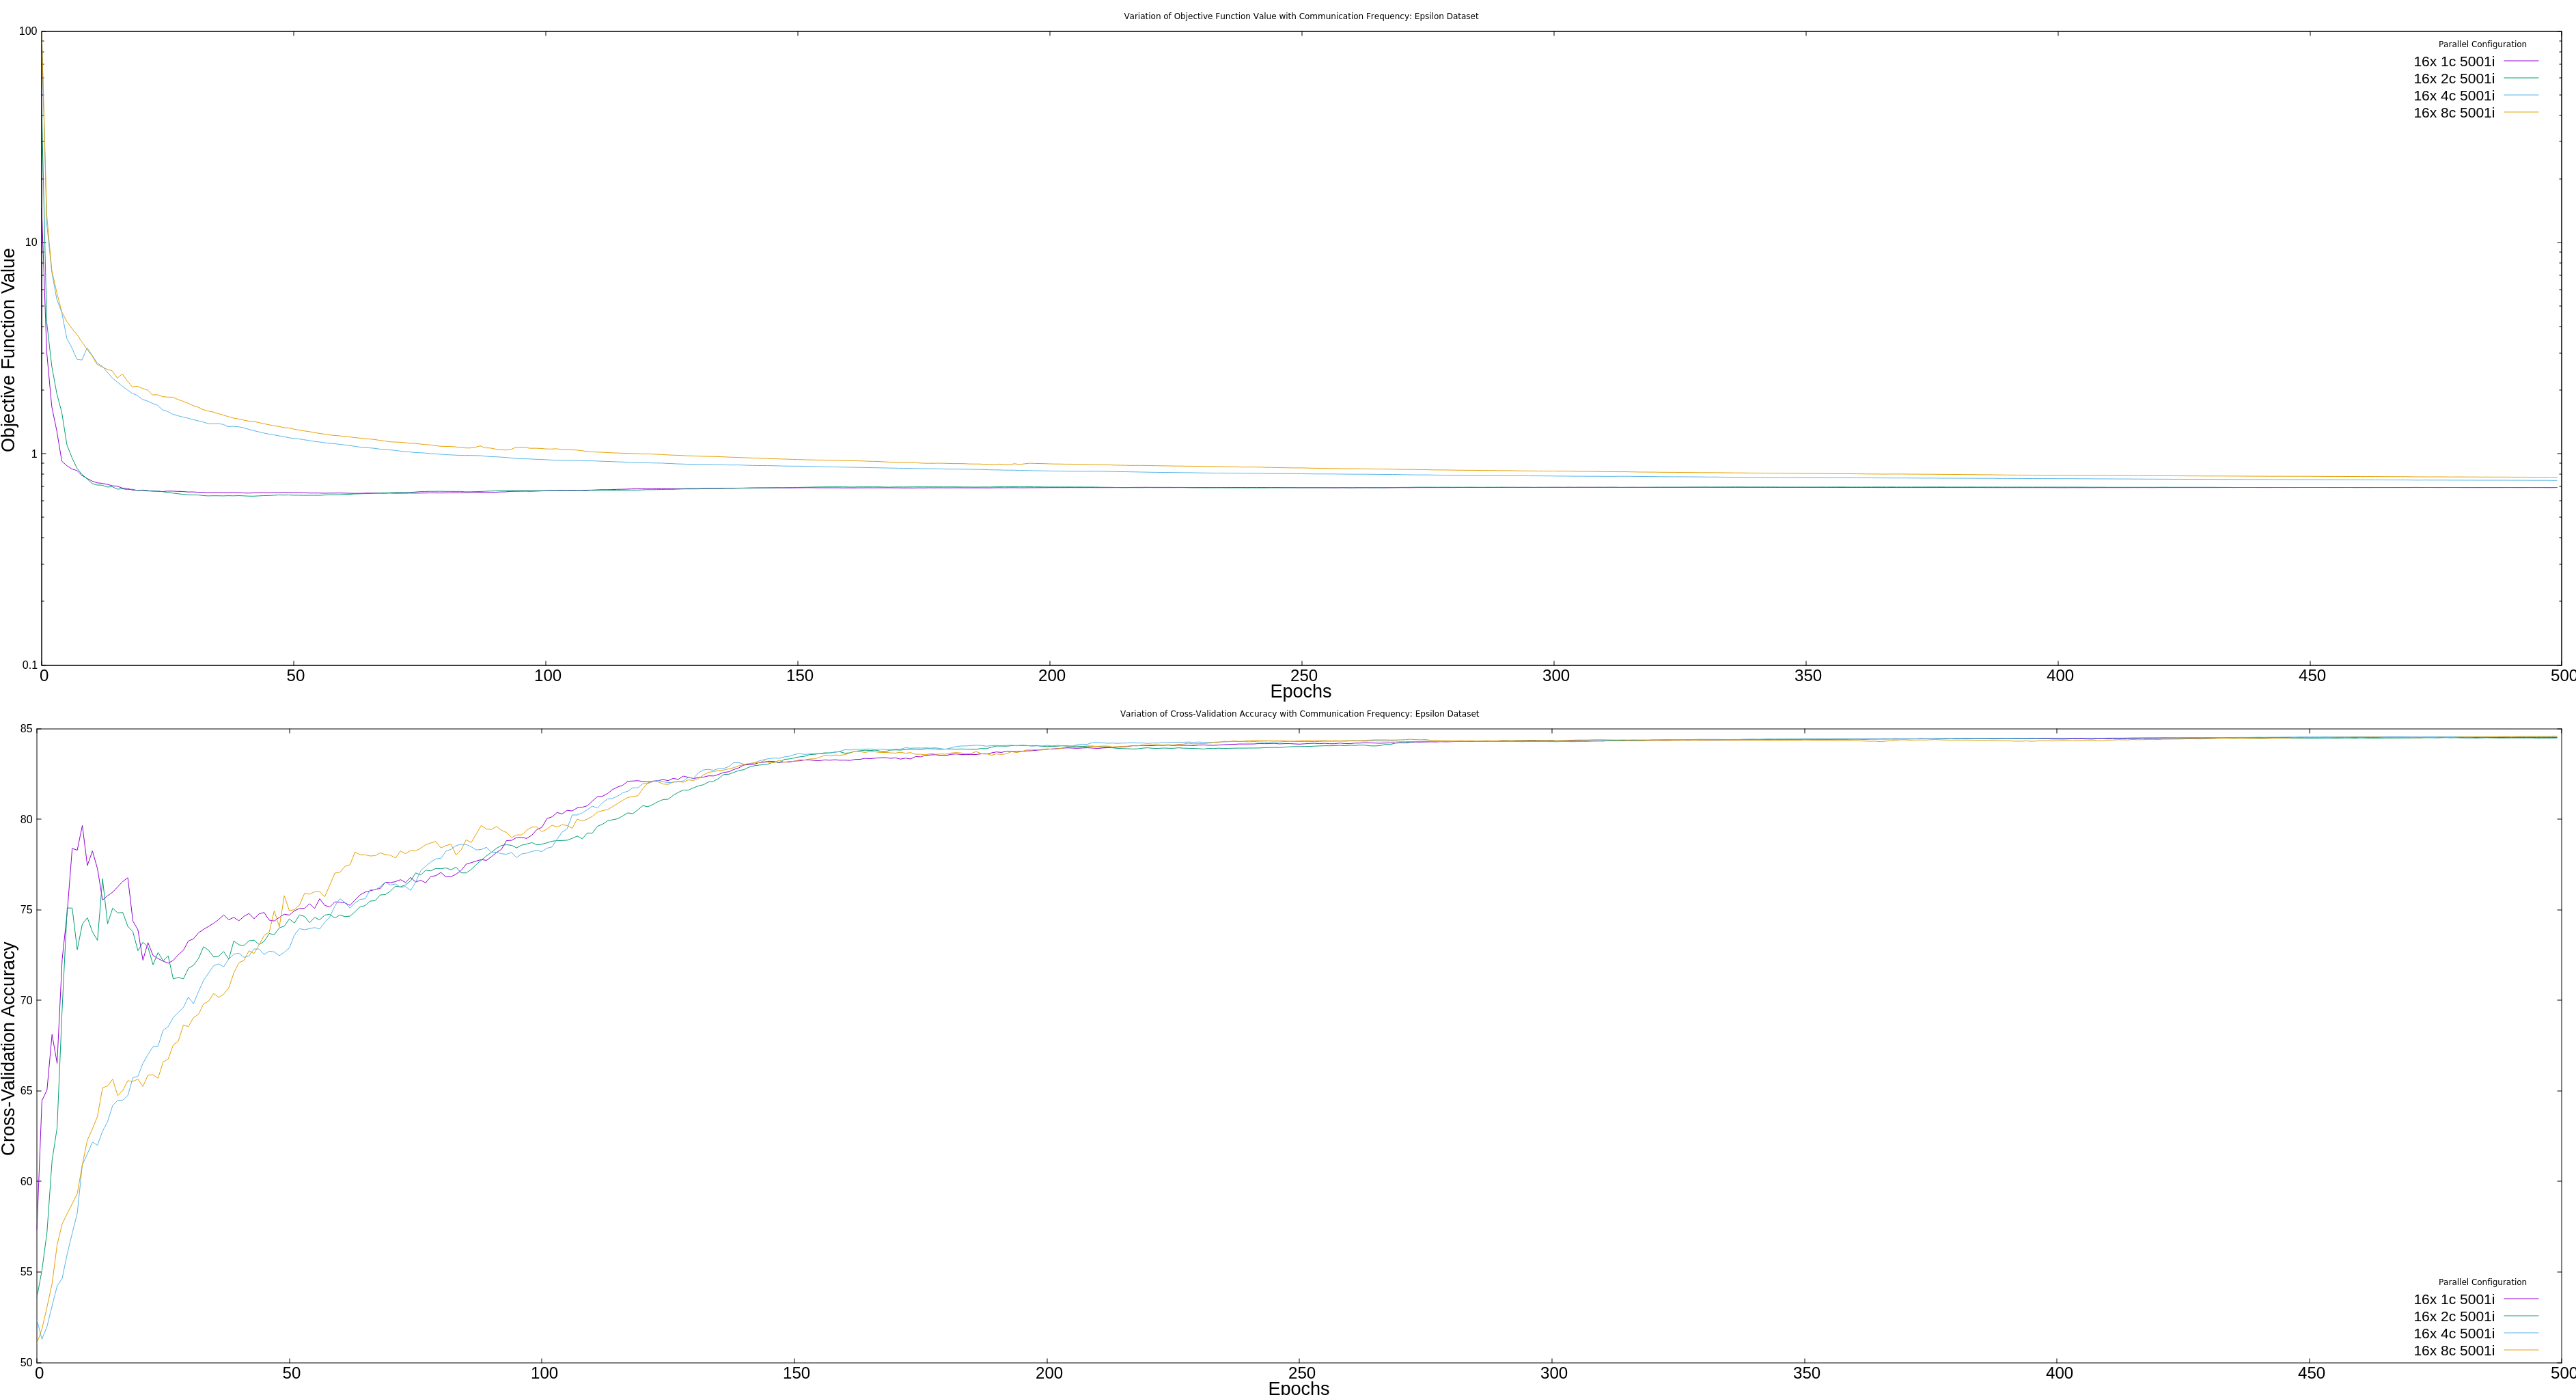 Variation of Objective Function Value with Communication Frequency: Epsilon Dataset
Objective Function Value
100
10
1
0.1
Parallel Configuration
16x 1c 5001i
16x 2c 5001i
16x 4c 5001i
16x 8c 5001i
0 50 100 150 200 250 300 350 400 450 500
Epochs
Variation of Cross-Validation Accuracy with Communication Frequency: Epsilon Dataset
Cross-Validation Accuracy
85
80
75
70
65
60
55
50
Parallel Configuration
16x 1c 5001i
16x 2c 5001i
16x 4c 5001i
16x 8c 5001i
0 50 100 150 200 250 300 350 400 450 500
Epochs